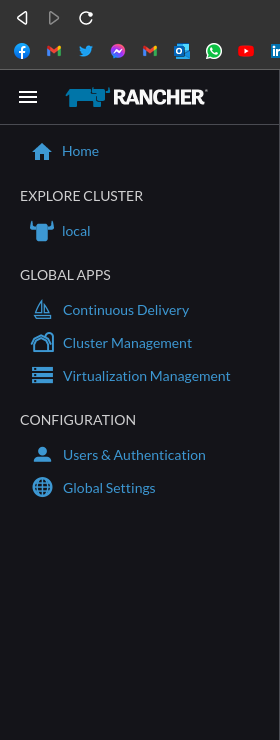 RANCHER
Home
EXPLORE CLUSTER
local
GLOBAL APPS
Continuous Delivery
Cluster Management
Virtualization Management
CONFIGURATION
Users & Authentication
Global Settings